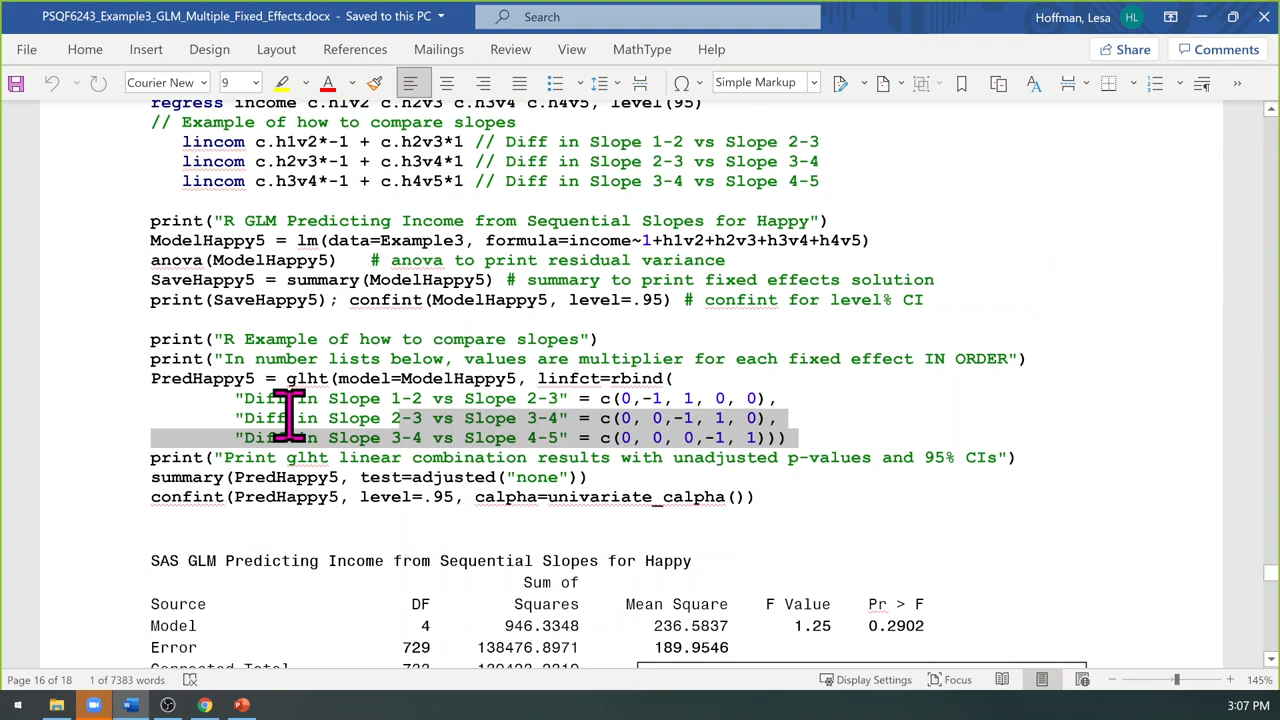 PSQF6243_Example3_GLM_Multiple_Fixed_Effects.docx - Saved to this PC
Search
Hoffman, Lesa HL
File Home Insert Design Layout References Mailings Review View MathType Help Share Comments
Courier New 9 Simple Markup
regress income c.h1v2 c.h2v3 c.h3v4 c.h4v5, level(95)
// Example of how to compare slopes
lincom c.h1v2*-1 + c.h2v3*1 // Diff in Slope 1-2 vs Slope 2-3
lincom c.h2v3*-1 + c.h3v4*1 // Diff in Slope 2-3 vs Slope 3-4
lincom c.h3v4*-1 + c.h4v5*1 // Diff in Slope 3-4 vs Slope 4-5
print("R GLM Predicting Income from Sequential Slopes for Happy")
ModelHappy5 = lm(data=Example3, formula=income~1+h1v2+h2v3+h3v4+h4v5)
anova(ModelHappy5) # anova to print residual variance
SaveHappy5 = summary(ModelHappy5) # summary to print fixed effects solution
print(SaveHappy5); confint(ModelHappy5, level=.95) # confint for level% CI
print("R Example of how to compare slopes")
print("In number lists below, values are multiplier for each fixed effect IN ORDER")
PredHappy5 = glht(model=ModelHappy5, linfct=rbind(
"Diff in Slope 1-2 vs Slope 2-3" = c(0,-1, 1, 0, 0),
"Diff in Slope 2-3 vs Slope 3-4" = c(0, 0,-1, 1, 0),
"Diff in Slope 3-4 vs Slope 4-5" = c(0, 0, 0,-1, 1)))
print("Print glht linear combination results with unadjusted p-values and 95% CIs")
summary(PredHappy5, test=adjusted("none"))
confint(PredHappy5, level=.95, calpha=univariate_calpha())
SAS GLM Predicting Income from Sequential Slopes for Happy
Sum of
Source DF Squares Mean Square F Value Pr > F
Model 4 946.3348 236.5837 1.25 0.2902
Error 729 138476.8971 189.9546
Page 16 of 18 1 of 7383 words Display Settings Focus 145%
3:07 PM